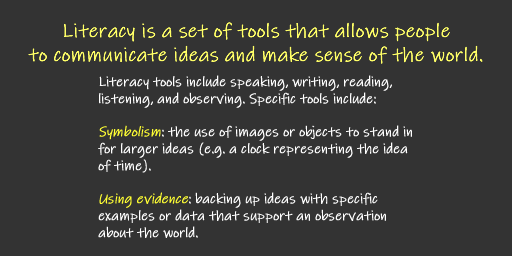 Literacy is a set of tools that allows people
to communicate ideas and make sense of the world.
Literacy tools include speaking, writing, reading,
listening, and observing. Specific tools include:
Symbolism: the use of images or objects to stand in
for larger ideas (e.g. a clock representing the idea
of time).
Using evidence: backing up ideas with specific
examples or data that support an observation
about the world.